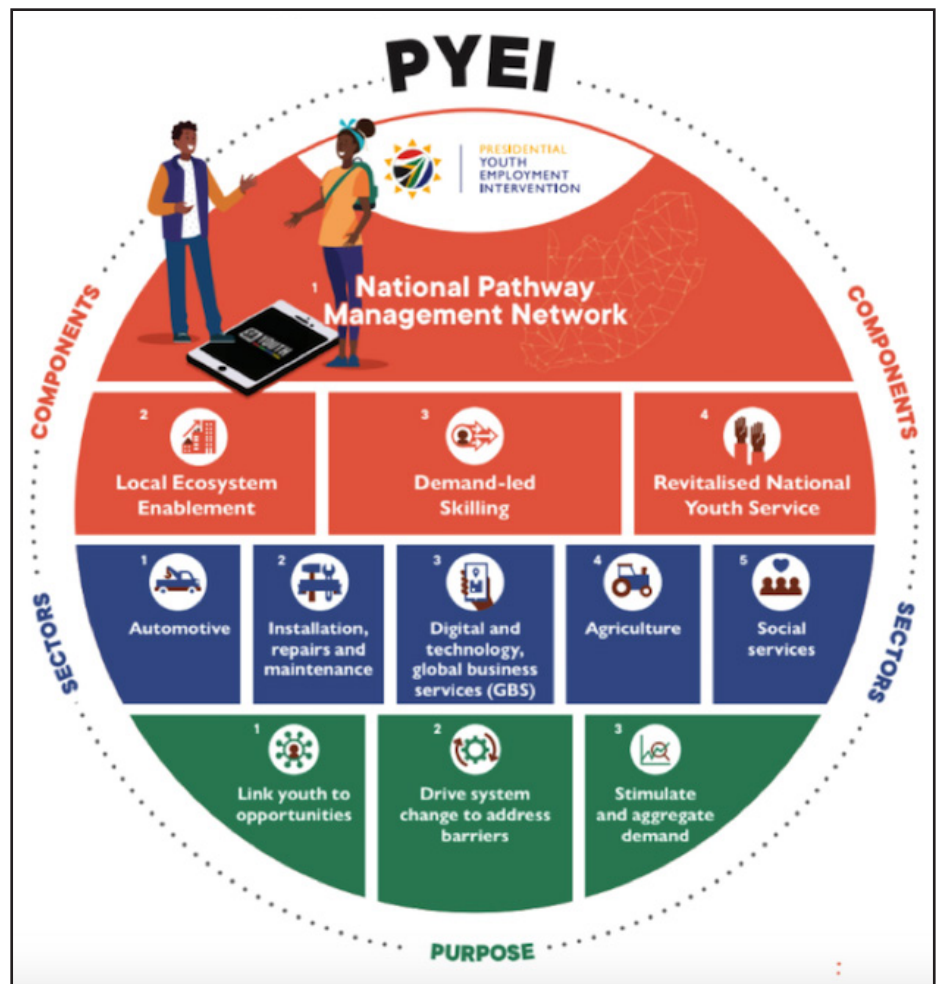 PYEI
PRESIDENTIAL
YOUTH
EMPLOYMENT
INTERVENTION
COMPONENTS
COMPONENTS
1
National Pathway
Management Network
YOUTH
2
Local Ecosystem
Enablement
3
Demand-led
Skilling
4
Revitalised National
Youth Service
SECTORS
SECTORS
1
Automotive
2
Installation,
repairs and
maintenance
3
Digital and
technology,
global business
services (GBS)
4
Agriculture
5
Social
services
1
Link youth to
opportunities
2
Drive system
change to address
barriers
3
Stimulate
and aggregate
demand
PURPOSE